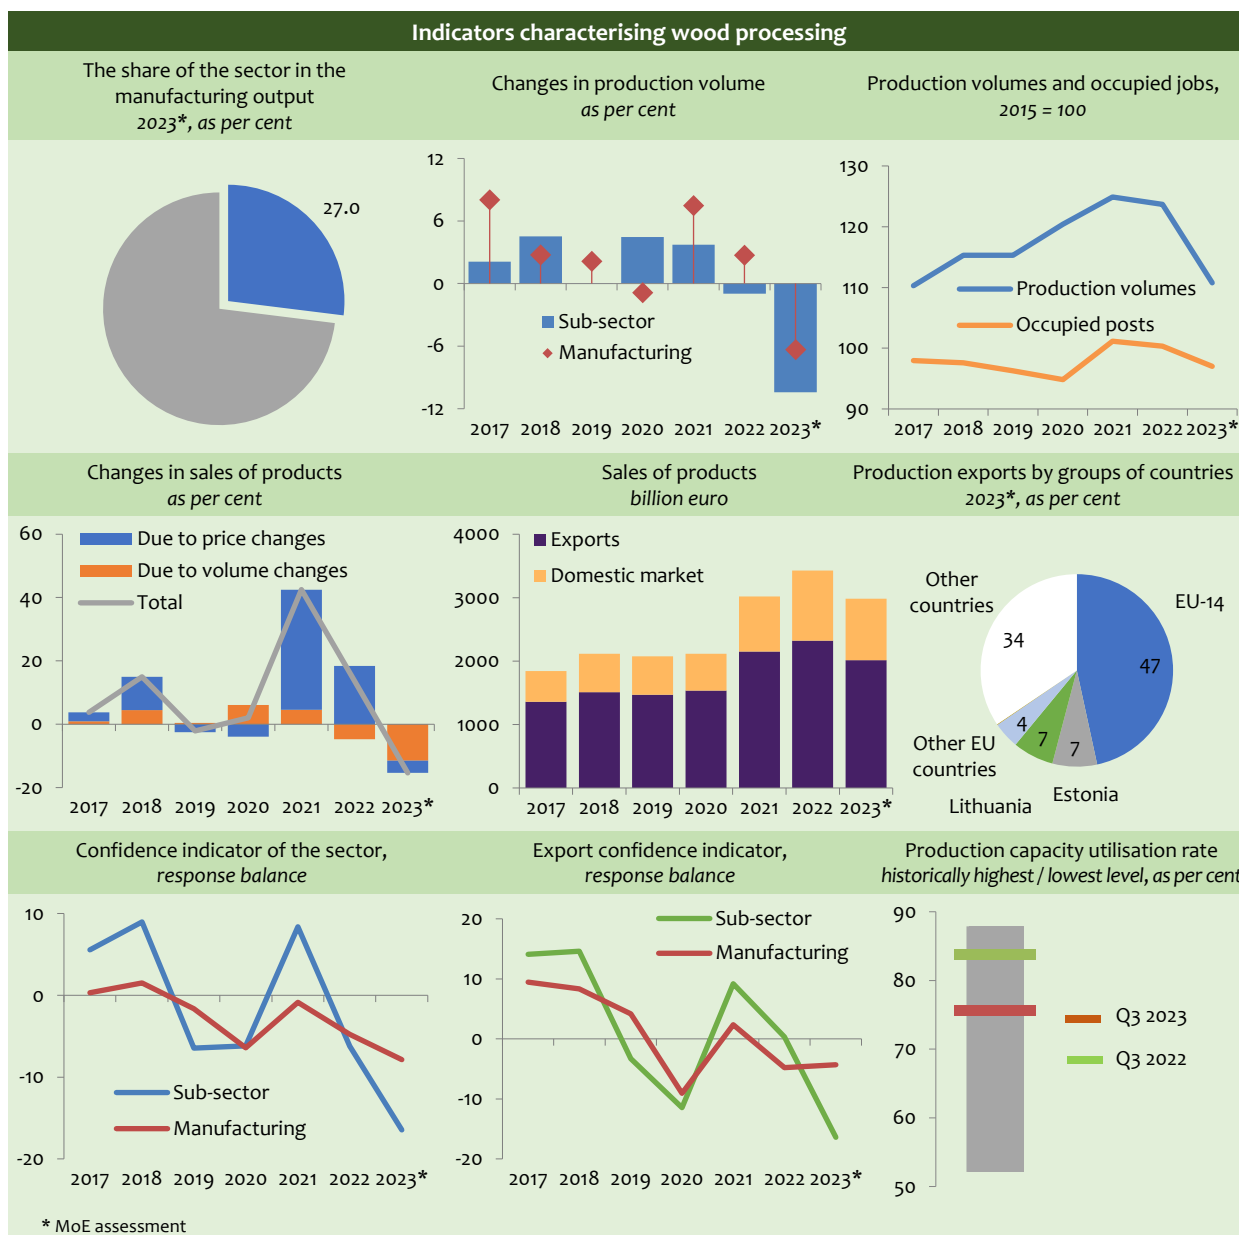 Indicators characterising wood processing
The share of the sector in the
manufacturing output
2023*, as per cent
27.0
Changes in production volume
as per cent
12
6
0
-6
-12
Sub-sector
Manufacturing
2017 2018 2019 2020 2021 2022 2023*
Production volumes and occupied jobs,
2015 = 100
130
120
110
100
90
Production volumes
Occupied posts
2017 2018 2019 2020 2021 2022 2023*
Changes in sales of products
as per cent
60
40
20
0
-20
Due to price changes
Due to volume changes
Total
2017 2018 2019 2020 2021 2022 2023*
Sales of products
billion euro
4000
3000
2000
1000
0
Exports
Domestic market
2017 2018 2019 2020 2021 2022 2023*
Production exports by groups of countries
2023*, as per cent
Other
countries
EU-14
34
47
4
7
7
Other EU
countries
Lithuania
Estonia
Confidence indicator of the sector,
response balance
10
0
-10
-20
Sub-sector
Manufacturing
2017 2018 2019 2020 2021 2022 2023*
Export confidence indicator,
response balance
20
10
0
-10
-20
Sub-sector
Manufacturing
2017 2018 2019 2020 2021 2022 2023*
Production capacity utilisation rate
historically highest / lowest level, as per cent
90
80
70
60
50
Q3 2023
Q3 2022
* MoE assessment